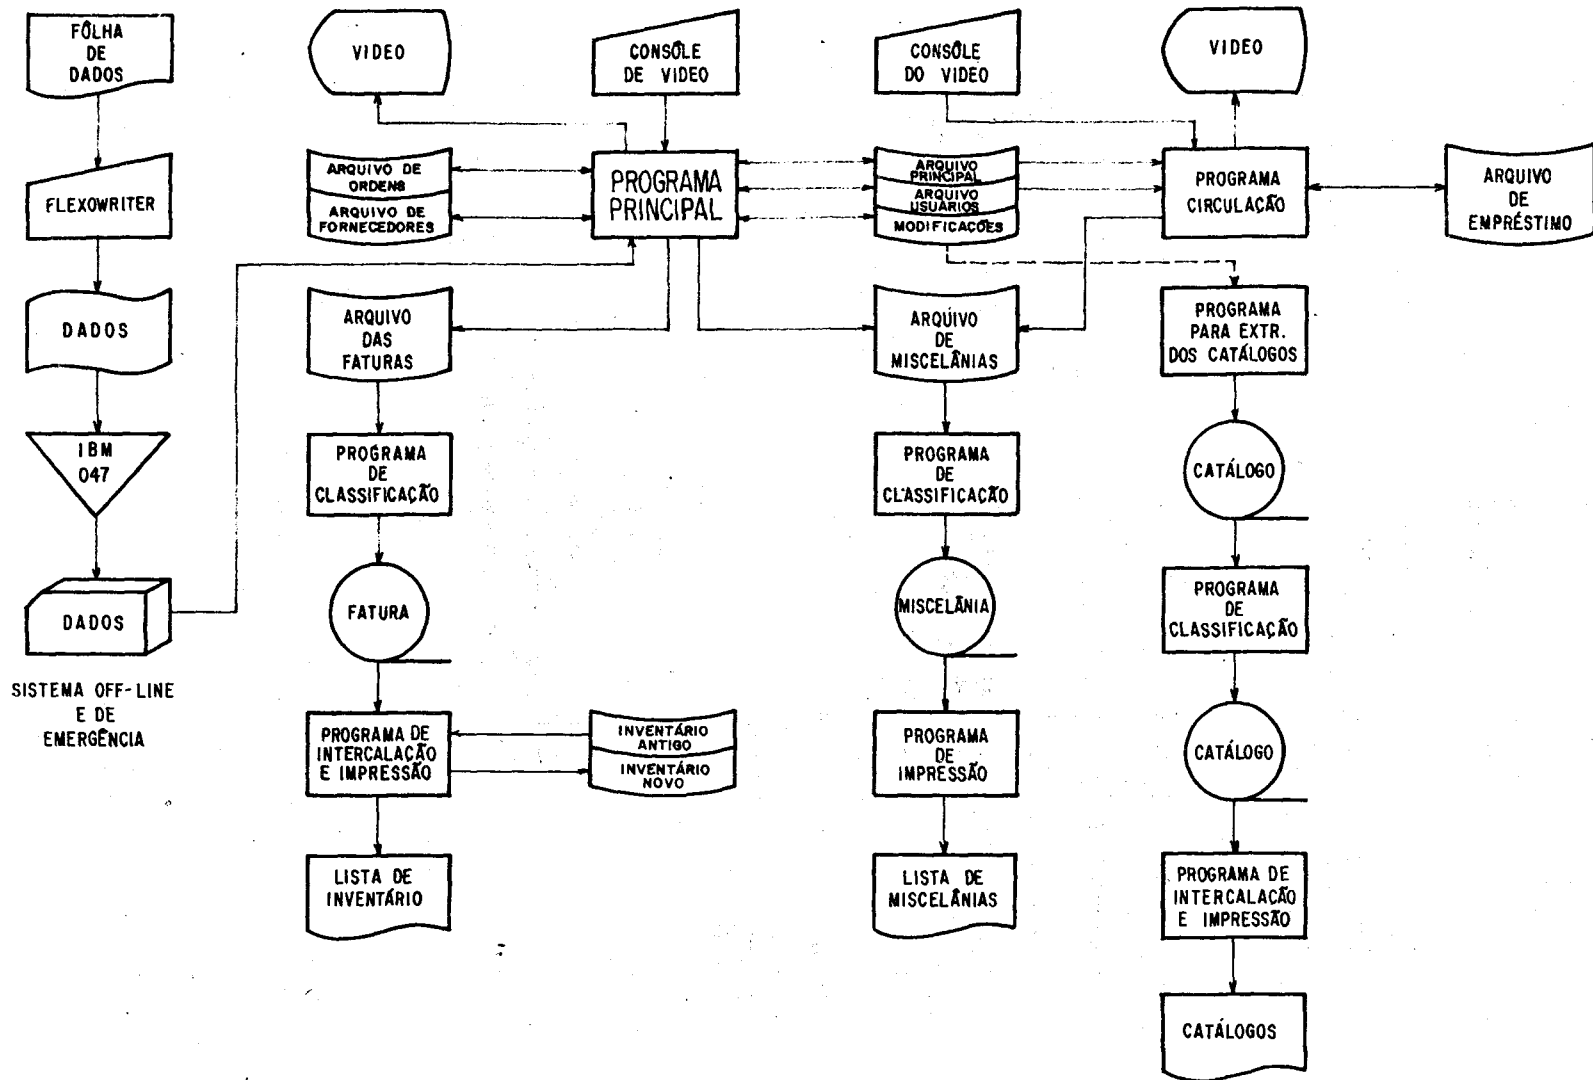 FÔLHA
DE
DADOS
FLEXOWRITER
DADOS
IBM
047
DADOS
SISTEMA OFF-LINE
E DE
EMERGÊNCIA
VIDEO
ARQUIVO DE
ORDENS
ARQUIVO DE
FORNECEDORES
ARQUIVO
DAS
FATURAS
PROGRAMA
DE
CLASSIFICAÇÃO
FATURA
PROGRAMA DE
INTERCALAÇÃO
E IMPRESSÃO
LISTA DE
INVENTÁRIO
CONSÔLE
DE VIDEO
PROGRAMA
PRINCIPAL
INVENTÁRIO
ANTIGO
INVENTÁRIO
NOVO
CONSÔLE
DO VIDEO
ARQUIVO
PRINCIPAL
ARQUIVO
USUÁRIOS
MODIFICAÇÕES
ARQUIVO
DE
MISCELÂNIAS
PROGRAMA
DE
CLASSIFICAÇÃO
MISCELÂNIA
PROGRAMA
DE
IMPRESSÃO
LISTA DE
MISCELÂNIAS
VIDEO
PROGRAMA
CIRCULAÇÃO
PROGRAMA
PARA EXTR.
DOS CATÁLOGOS
CATÁLOGO
PROGRAMA
DE
CLASSIFICAÇÃO
CATÁLOGO
PROGRAMA DE
INTERCALAÇÃO
E IMPRESSÃO
CATÁLOGOS
ARQUIVO
DE
EMPRÉSTIMO